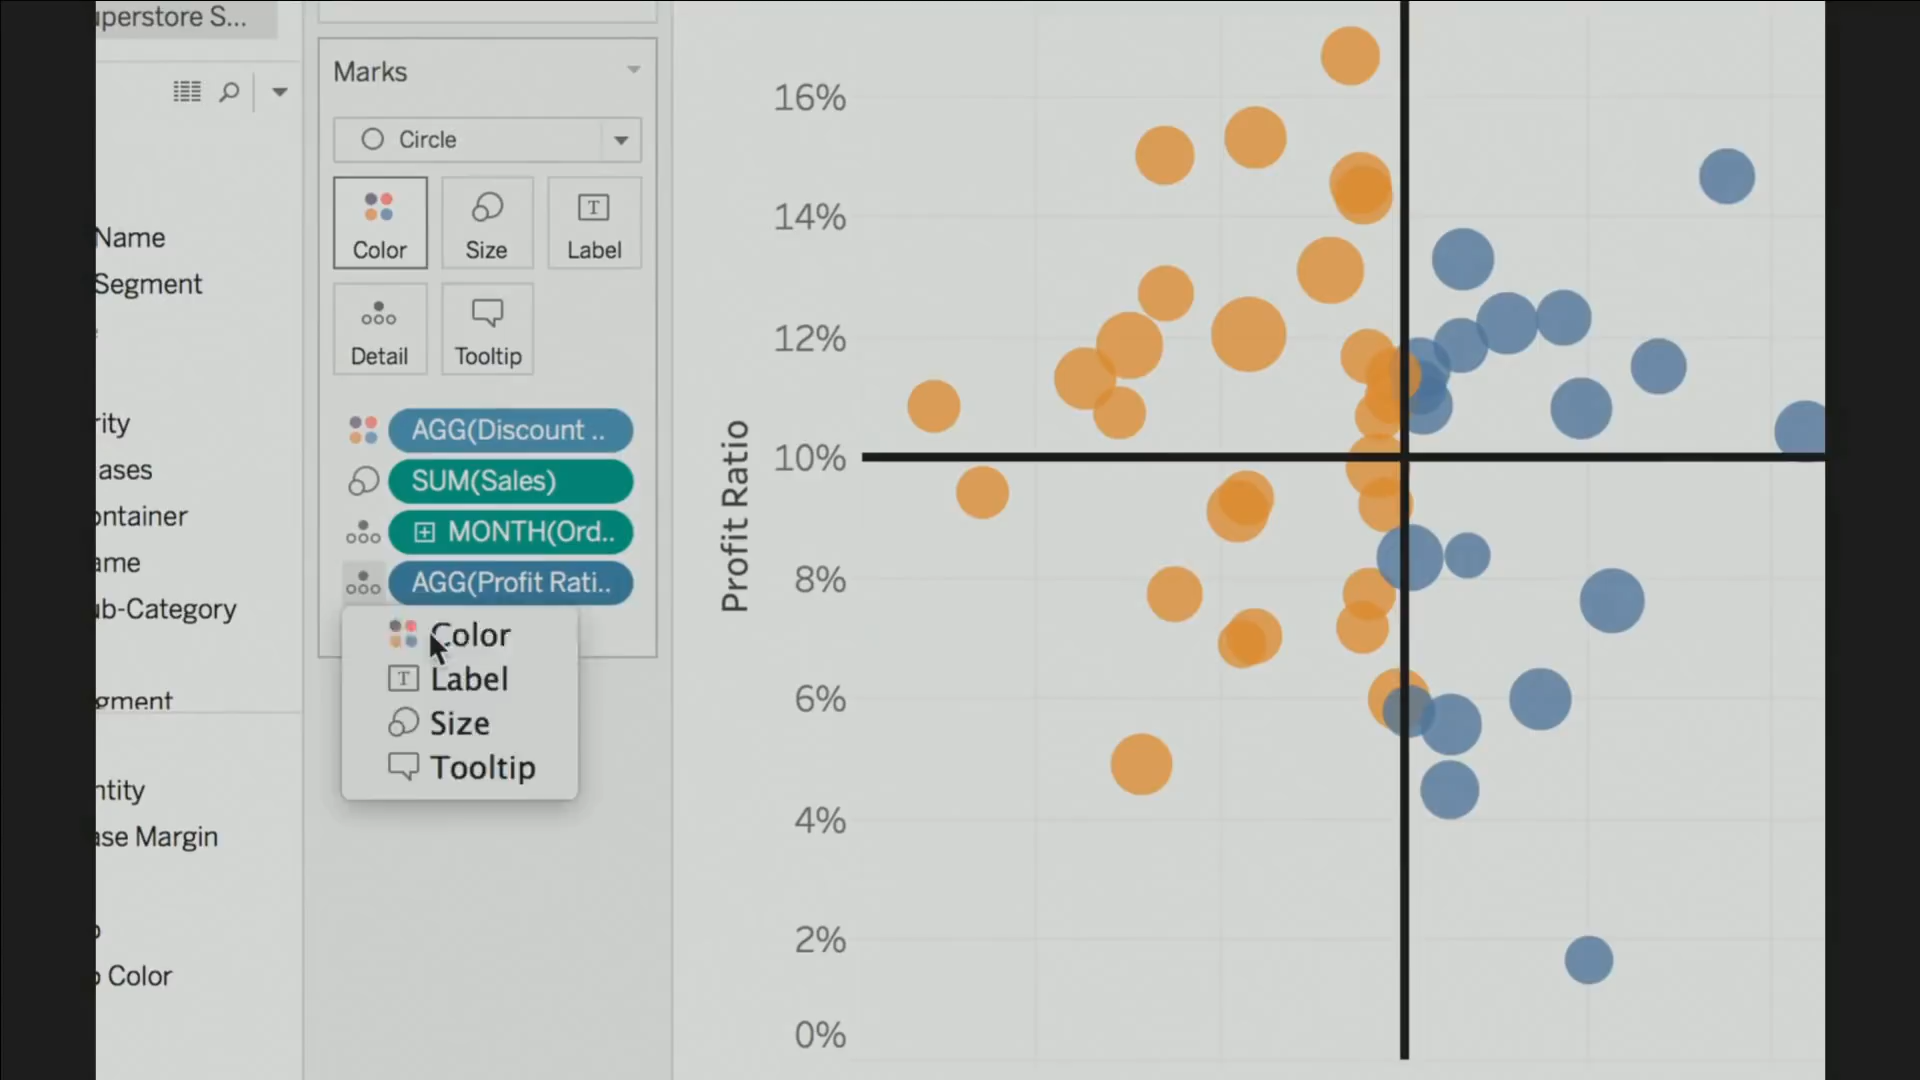 uperstore S...
Name
Segment
rity
ases
ontainer
ame
ub-Category
gment
ntity
ase Margin
Color
Marks
Circle
Color
Size
Label
Detail
Tooltip
AGG(Discount ..
SUM(Sales)
MONTH(Ord..
AGG(Profit Rati..
Color
Label
Size
Tooltip
Profit Ratio
16%
14%
12%
10%
8%
6%
4%
2%
0%